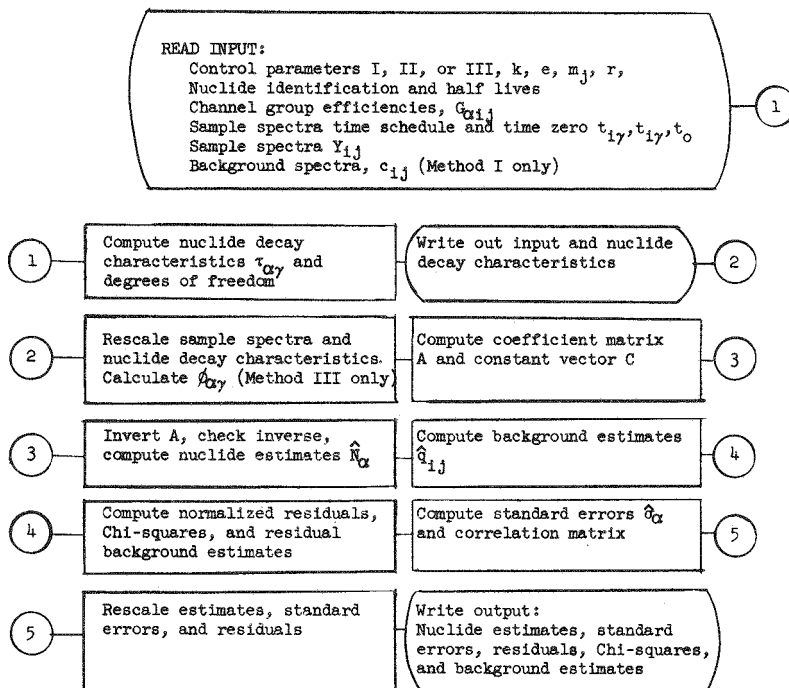 READ INPUT:
Control parameters I, II, or III, k, e, m_j, r,
Nuclide identification and half lives
Channel group efficiencies, G_αij
Sample spectra time schedule and time zero t_iγ, t_iγ, t_o
Sample spectra Y_ij
Background spectra, c_ij (Method I only)
1
1
Compute nuclide decay
characteristics τ_αγ and
degrees of freedom
Write out input and nuclide
decay characteristics
2
2
Rescale sample spectra and
nuclide decay characteristics.
Calculate ϕ_αγ (Method III only)
Compute coefficient matrix
A and constant vector C
3
3
Invert A, check inverse,
compute nuclide estimates N̂_α
Compute background estimates
q̂_ij
4
4
Compute normalized residuals,
Chi-squares, and residual
background estimates
Compute standard errors σ̂_α
and correlation matrix
5
5
Rescale estimates, standard
errors, and residuals
Write output:
Nuclide estimates, standard
errors, residuals, Chi-squares,
and background estimates